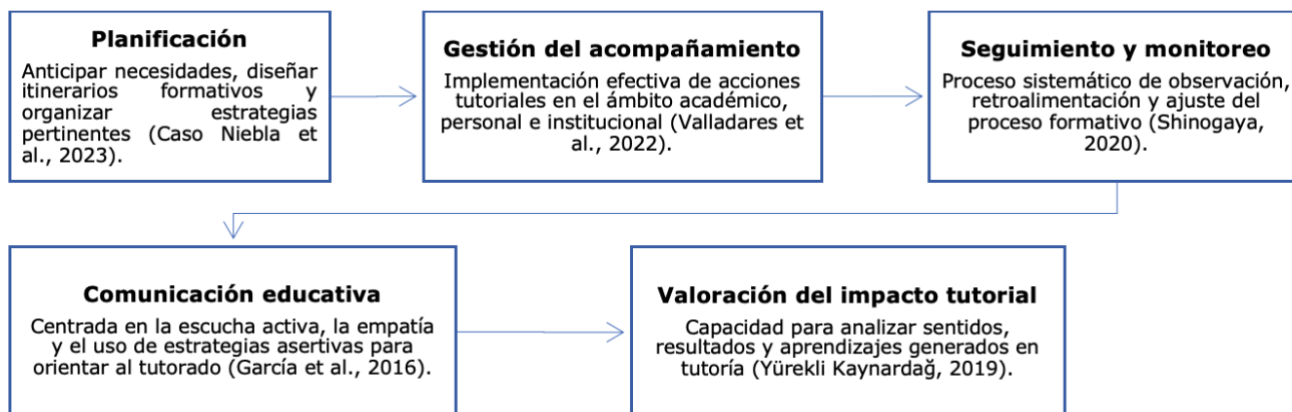 Planificación
Anticipar necesidades, diseñar
itinerarios formativos y
organizar estrategias
pertinentes (Caso Niebla et
al., 2023).
Gestión del acompañamiento
Implementación efectiva de acciones
tutoriales en el ámbito académico,
personal e institucional (Valladares et
al., 2022).
Seguimiento y monitoreo
Proceso sistemático de observación,
retroalimentación y ajuste del
proceso formativo (Shinogaya,
2020).
Comunicación educativa
Centrada en la escucha activa, la empatía
y el uso de estrategias asertivas para
orientar al tutorado (García et al., 2016).
Valoración del impacto tutorial
Capacidad para analizar sentidos,
resultados y aprendizajes generados en
tutoría (Yürekli Kaynardağ, 2019).